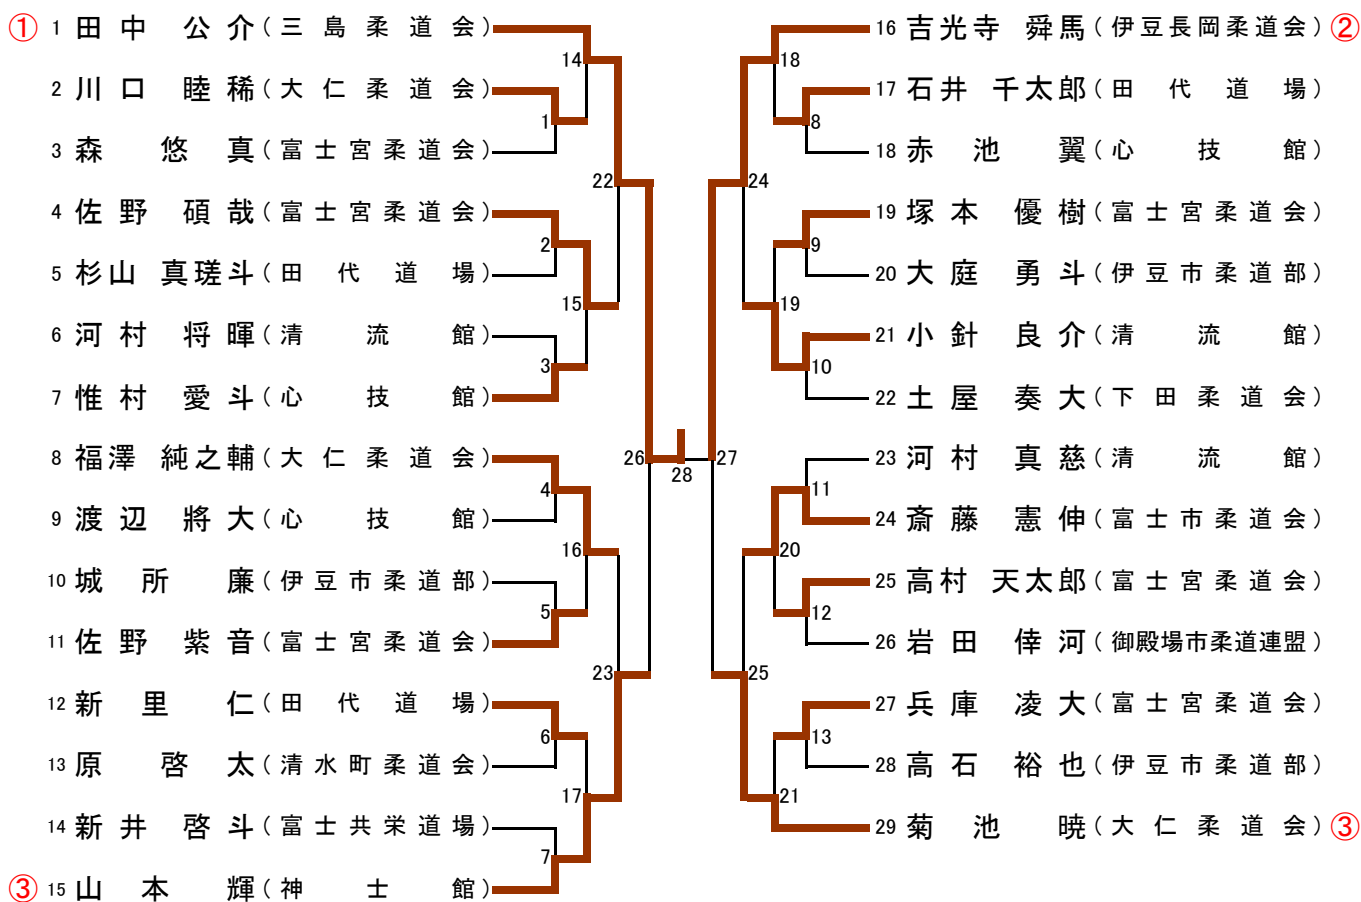 ① 1 田中 公介(三島柔道会)
2 川口 睦稀(大仁柔道会)
3 森 悠真(富士宮柔道会)
4 佐野 碩哉(富士宮柔道会)
5 杉山 真瑳斗(田代道場)
6 河村 将暉(清流館)
7 惟村 愛斗(心技館)
8 福澤 純之輔(大仁柔道会)
9 渡辺 將大(心技館)
10 城所 廉(伊豆市柔道部)
11 佐野 紫音(富士宮柔道会)
12 新里 仁(田代道場)
13 原 啓太(清水町柔道会)
14 新井 啓斗(富士共栄道場)
③ 15 山本 輝(神士館)
14
1
22
2
15
3
26
4
16
5
23
6
17
7
28
18
8
24
9
19
10
27
11
20
12
25
13
21
16 吉光寺 舜馬(伊豆長岡柔道会) ②
17 石井 千太郎(田代道場)
18 赤池 翼(心技館)
19 塚本 優樹(富士宮柔道会)
20 大庭 勇斗(伊豆市柔道部)
21 小針 良介(清流館)
22 土屋 奏大(下田柔道会)
23 河村 真慈(清流館)
24 斎藤 憲伸(富士市柔道会)
25 高村 天太郎(富士宮柔道会)
26 岩田 倖河(御殿場市柔道連盟)
27 兵庫 凌大(富士宮柔道会)
28 高石 裕也(伊豆市柔道部)
29 菊池 暁(大仁柔道会) ③